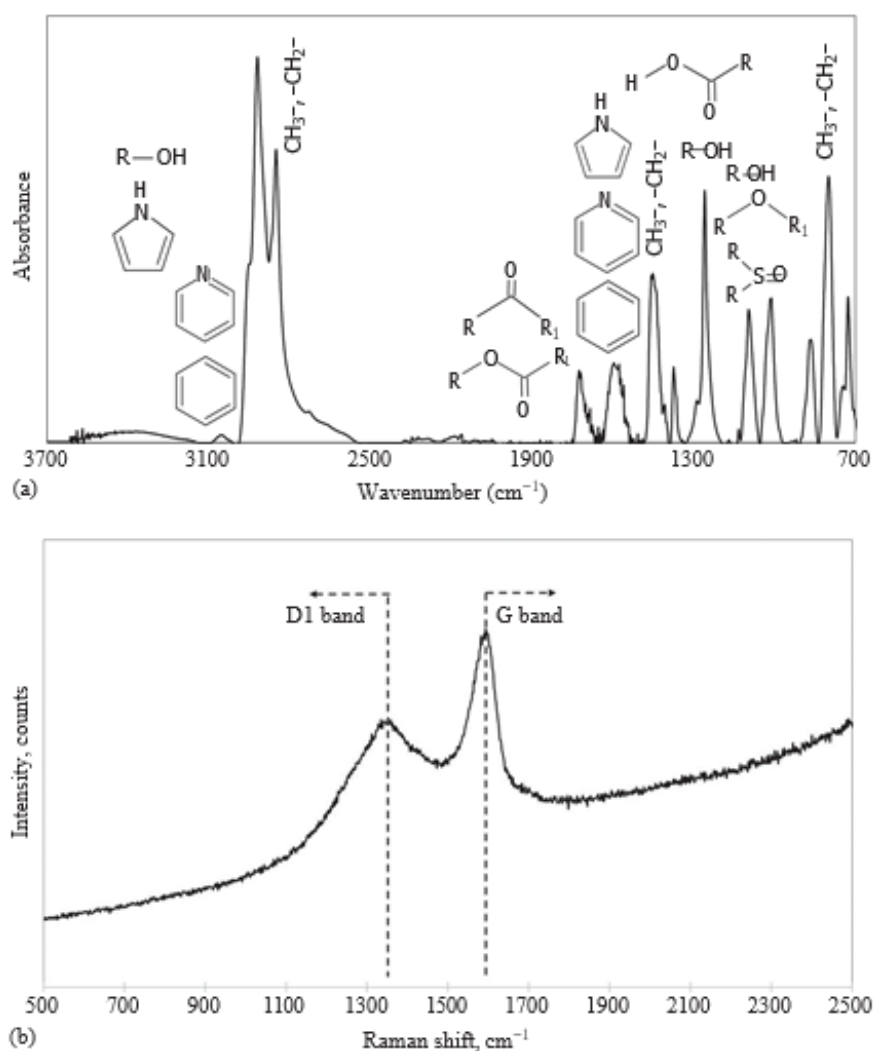 Absorbance
R—OH
H
N
N
CH3–, –CH2–
O
R
R1
O
R
R1
O
H
N
N
CH3–, –CH2–
H
O
R
O
R–OH
R–OH
O
R
R1
R
S=O
R
CH3–, –CH2–
3700 3100 2500 1900 1300 700
(a)
Wavenumber (cm−1)
D1 band
G band
Intensity, counts
500 700 900 1100 1300 1500 1700 1900 2100 2300 2500
(b)
Raman shift, cm−1